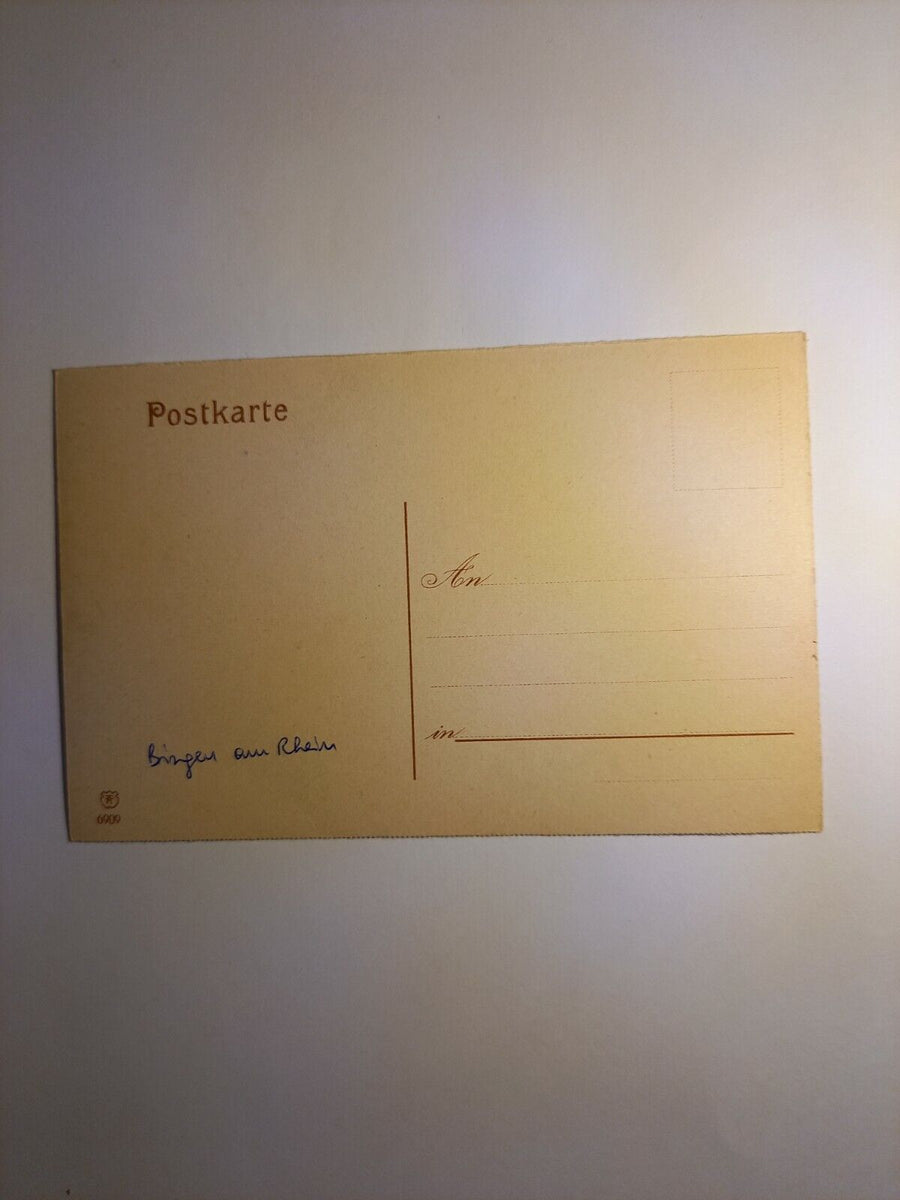 Postkarte
An
in
Bingen am Rhein
6909